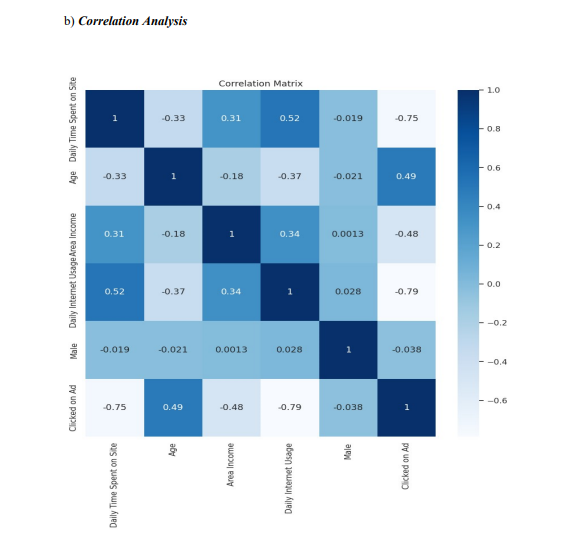 b) Correlation Analysis
Correlation Matrix
Daily Time Spent on Site
1 -0.33 0.31 0.52 -0.019 -0.75
Age
-0.33 1 -0.18 -0.37 -0.021 0.49
Area Income
0.31 -0.18 1 0.34 0.0013 -0.48
Daily Internet Usage
0.52 -0.37 0.34 1 0.028 -0.79
Male
-0.019 -0.021 0.0013 0.028 1 -0.038
Clicked on Ad
-0.75 0.49 -0.48 -0.79 -0.038 1
Daily Time Spent on Site
Age
Area Income
Daily Internet Usage
Male
Clicked on Ad
1.0
0.8
0.6
0.4
0.2
0.0
-0.2
-0.4
-0.6